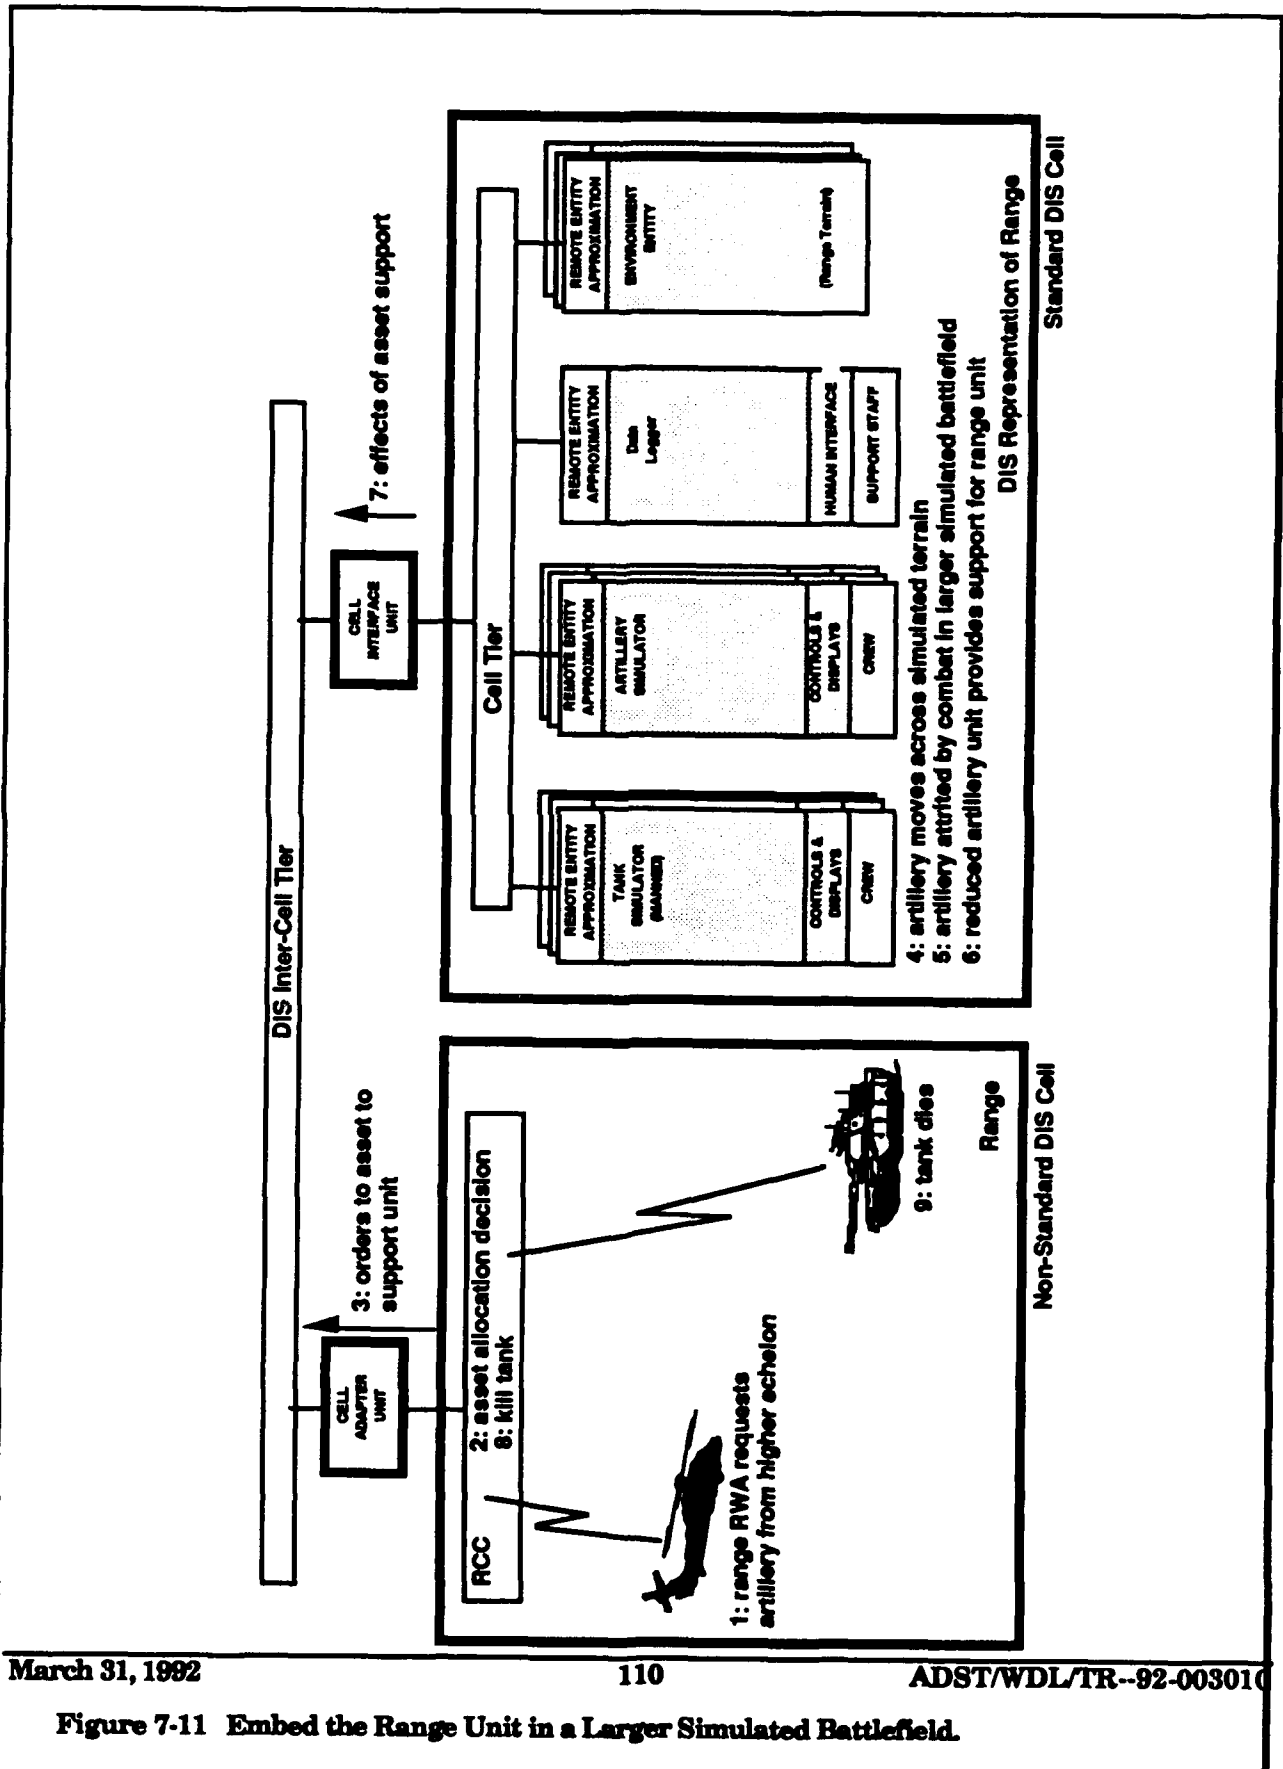 DIS Inter-Cell Tier
CELL
ADAPTER
UNIT
3: orders to asset to
support unit
CELL
INTERFACE
UNIT
7: effects of asset support
RCC
2: asset allocation decision
8: kill tank
1: range RWA requests
artillery from higher echelon
9: tank dies
Range
Non-Standard DIS Cell
Cell Tier
REMOTE ENTITY
APPROXIMATION
TANK
SIMULATOR
(MANNED)
CONTROLS &
DISPLAYS
CREW
REMOTE ENTITY
APPROXIMATION
ARTILLERY
SIMULATOR
CONTROLS &
DISPLAYS
CREW
REMOTE ENTITY
APPROXIMATION
Data
Logger
HUMAN INTERFACE
SUPPORT STAFF
REMOTE ENTITY
APPROXIMATION
ENVIRONMENT
ENTITY
(Range Terrain)
4: artillery moves across simulated terrain
5: artillery attrited by combat in larger simulated battlefield
6: reduced artillery unit provides support for range unit
DIS Representation of Range
Standard DIS Cell
March 31, 1992
110
ADST/WDL/TR--92-003010
Figure 7-11 Embed the Range Unit in a Larger Simulated Battlefield.